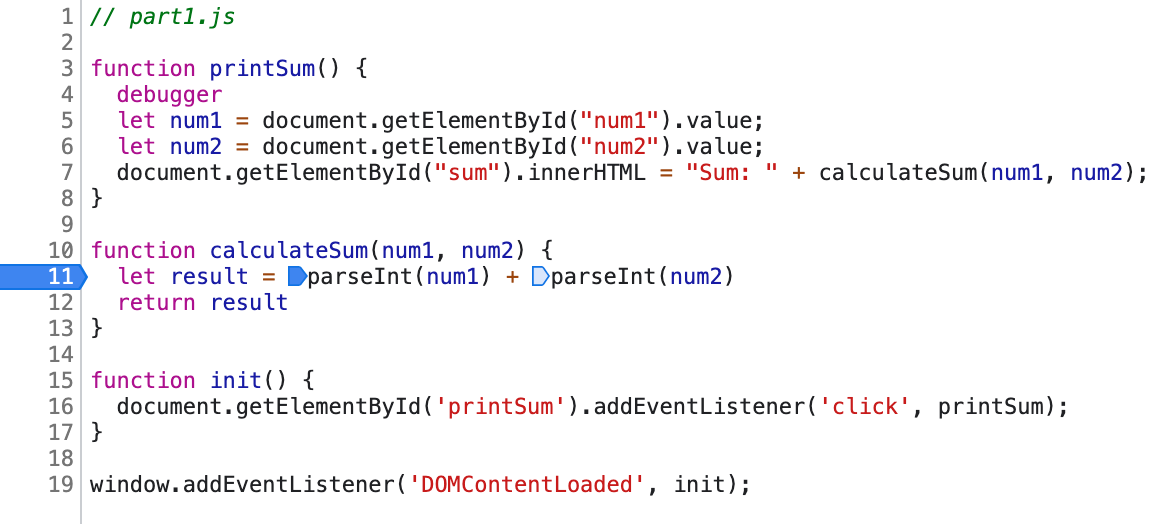 1 // part1.js
2
3 function printSum() {
4   debugger
5   let num1 = document.getElementById("num1").value;
6   let num2 = document.getElementById("num2").value;
7   document.getElementById("sum").innerHTML = "Sum: " + calculateSum(num1, num2);
8 }
9
10 function calculateSum(num1, num2) {
11   let result = parseInt(num1) + parseInt(num2)
12   return result
13 }
14
15 function init() {
16   document.getElementById('printSum').addEventListener('click', printSum);
17 }
18
19 window.addEventListener('DOMContentLoaded', init);